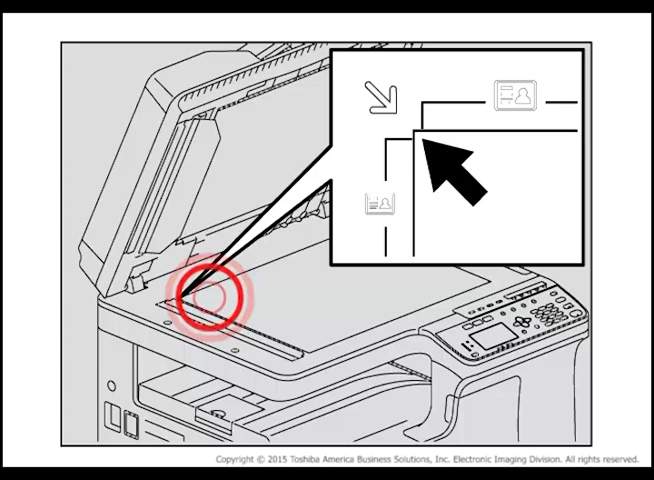 Copyright © 2015 Toshiba America Business Solutions, Inc. Electronic Imaging Division. All rights reserved.